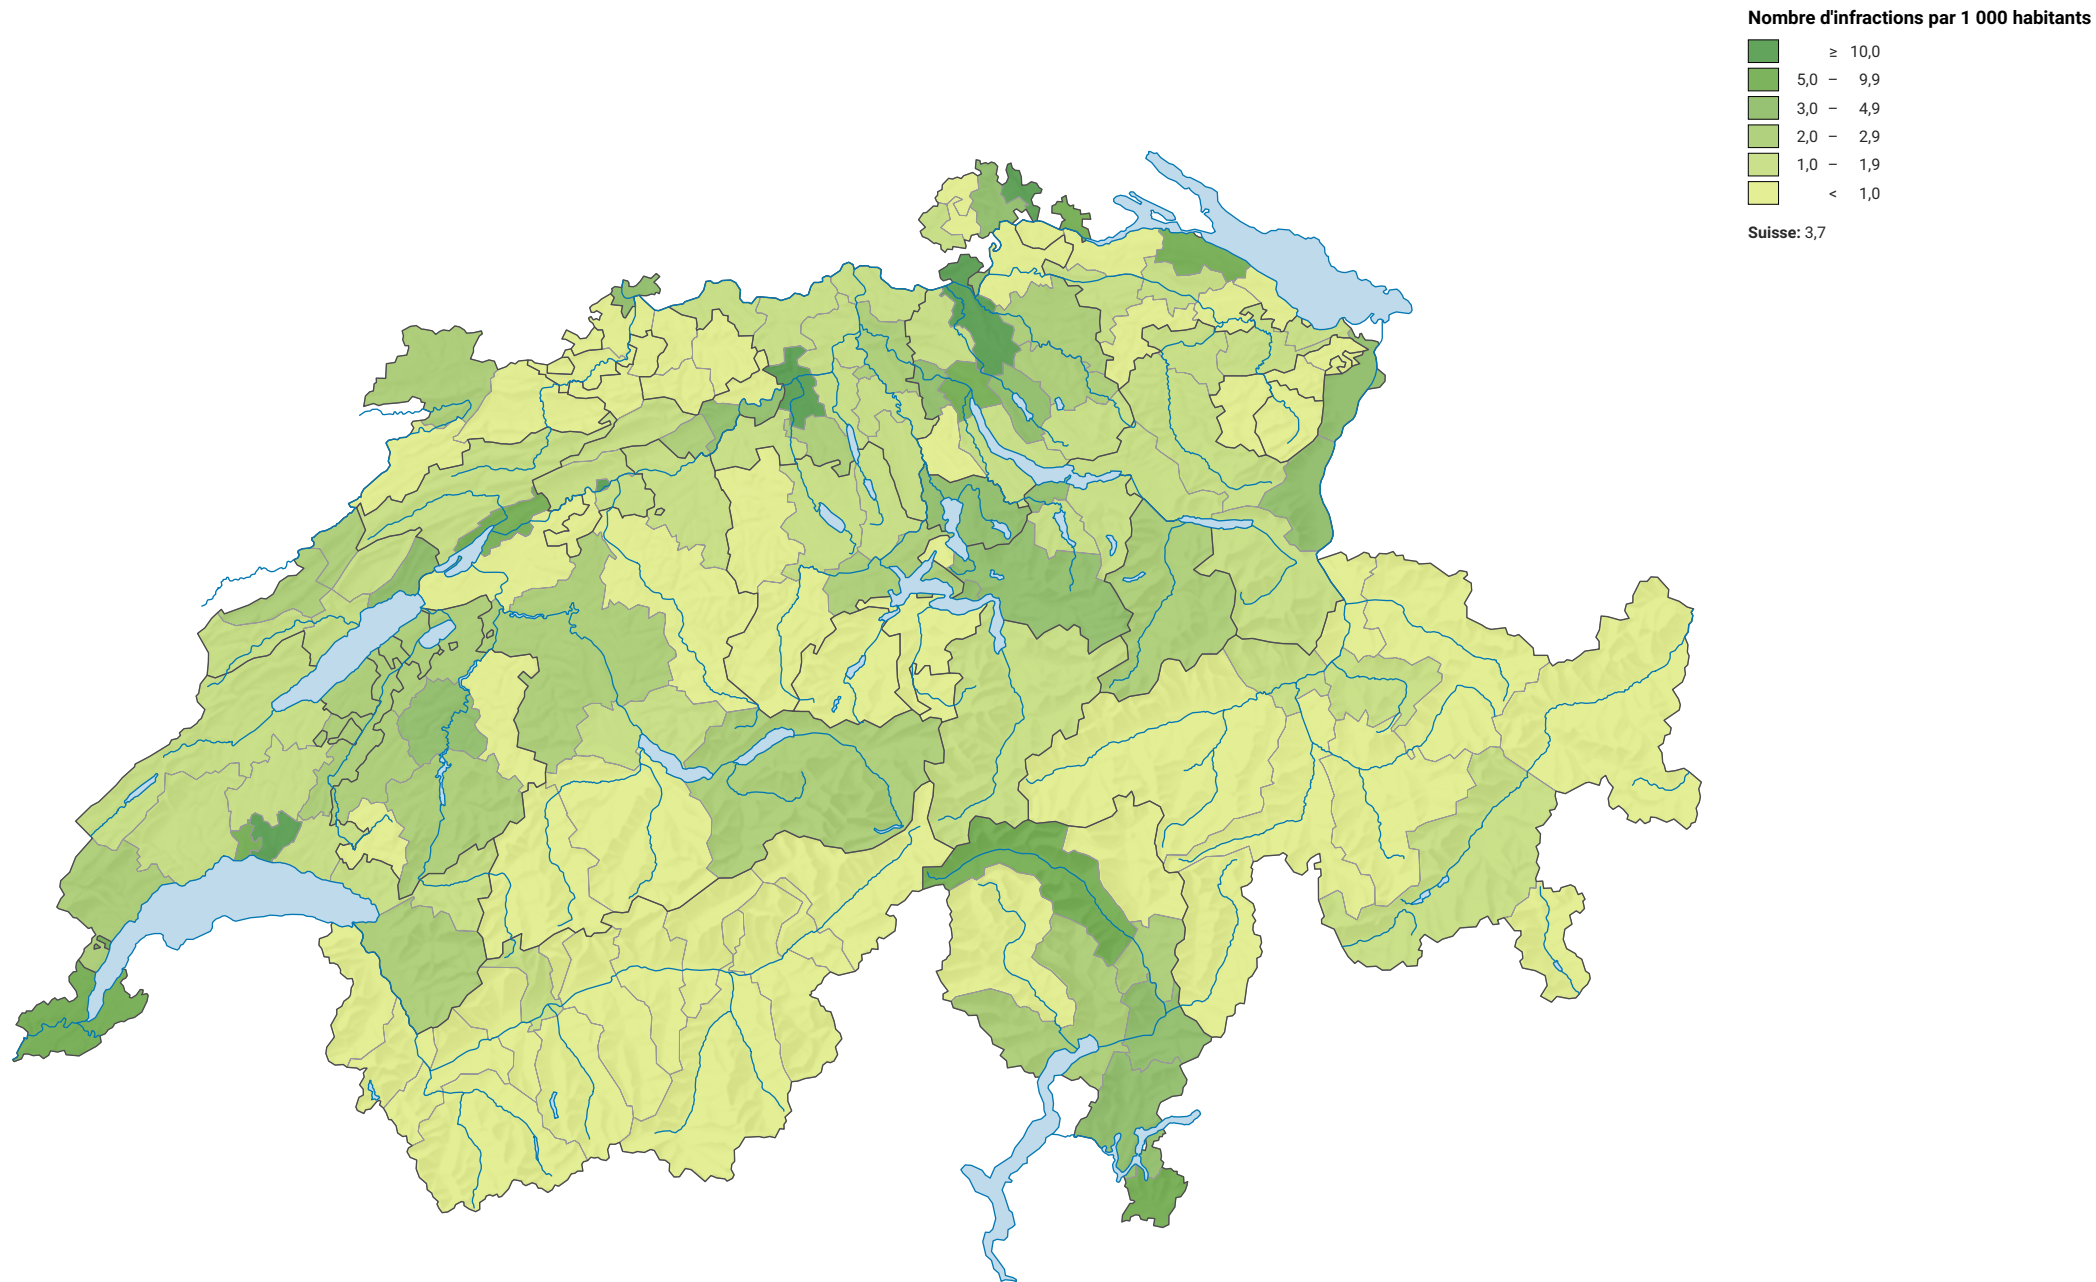 Nombre d'infractions par 1 000 habitants
≥ 10,0
5,0 – 9,9
3,0 – 4,9
2,0 – 2,9
1,0 – 1,9
< 1,0
Suisse: 3,7